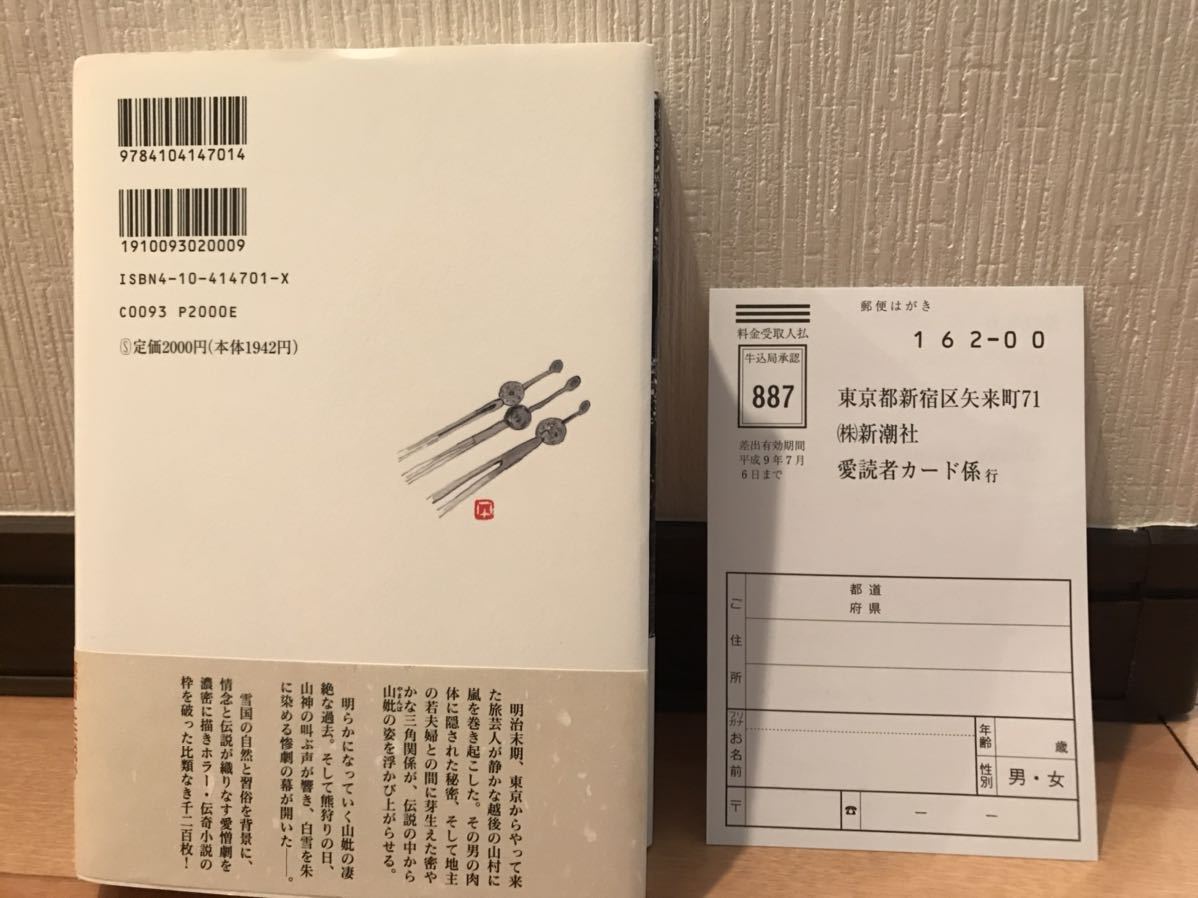 9784104147014
1910093020009
ISBN4-10-414701-X
C0093 P2000E
Ⓢ定価2000円(本体1942円)
明治末期、東京からやって来
た旅芸人が静かな越後の山村に
嵐を巻き起こした。その男の肉
体に隠された秘密、そして地主
の若夫婦との間に芽生えた密や
かな三角関係が、伝説の中から
山妣の姿を浮かび上がらせる。
やまんば
明らかになっていく山妣の凄
絶な過去。そして熊狩りの日、
山神の叫ぶ声が響き、白雪を朱
に染める惨劇の幕が開いた――。
雪国の自然と習俗を背景に、
情念と伝説が織りなす愛憎劇を
濃密に描きホラー・伝奇小説の
枠を破った比類なき千二百枚！
郵便はがき
料金受取人払
162-00
牛込局承認
887
差出有効期間
平成9年7月
6日まで
東京都新宿区矢来町71
㈱新潮社
愛読者カード係行
ご住所
都道
府県
フリガナ
お名前
年齢
歳
性別
男・女
〒
☎
― ―